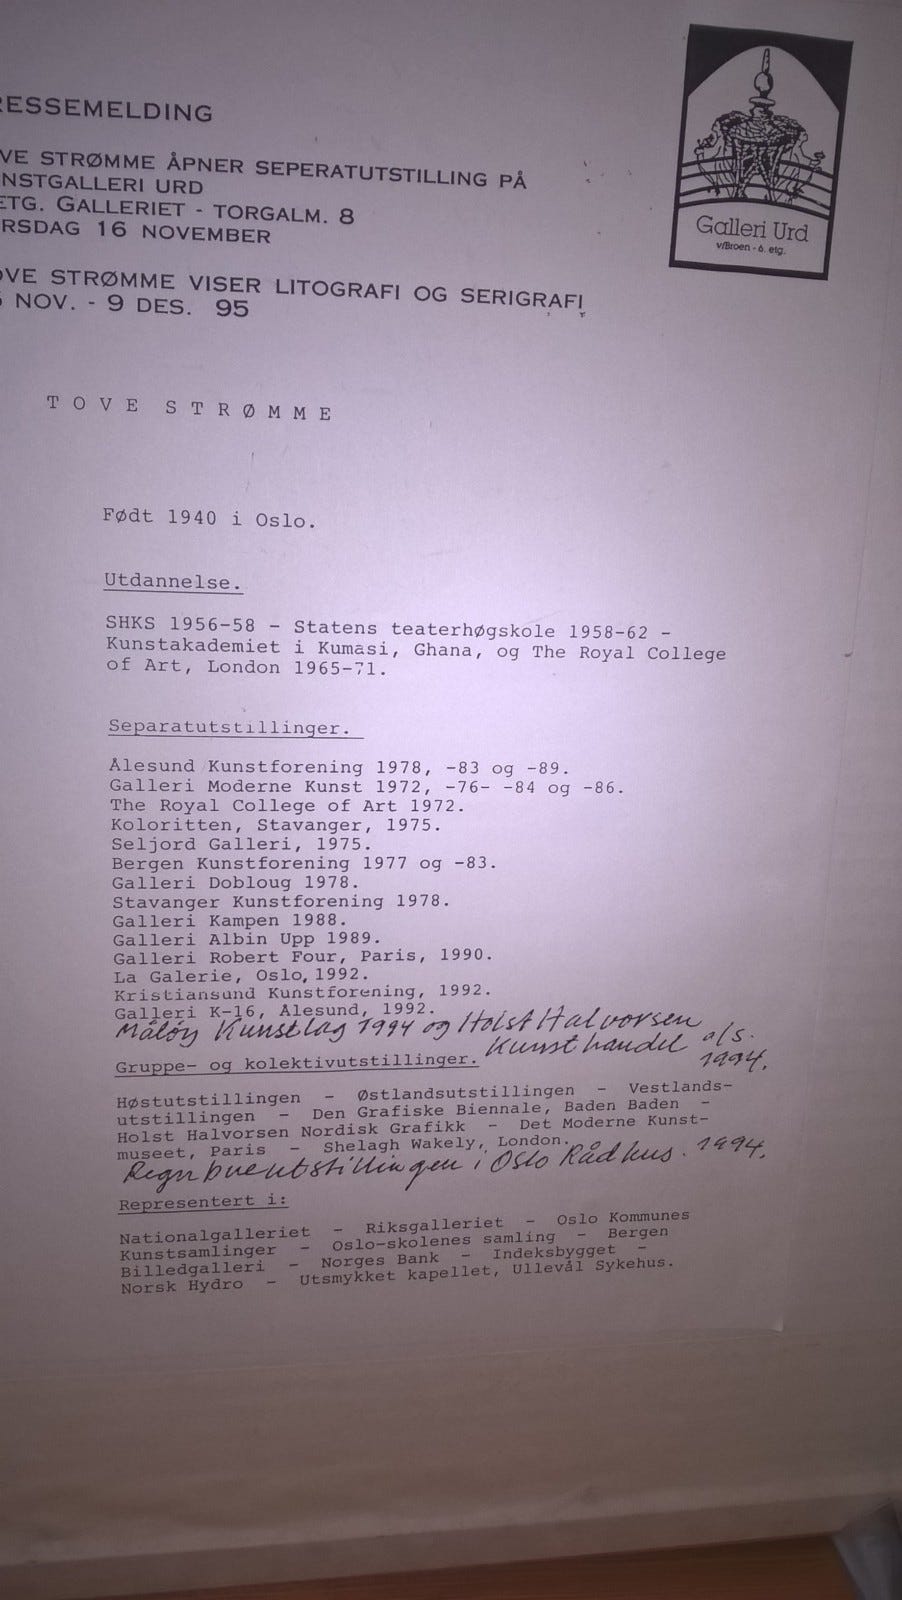 RESSEMELDING
VE STRØMME ÅPNER SEPERATUTSTILLING PÅ
NSTGALLERI URD
ETG. GALLERIET - TORGALM. 8
RSDAG 16 NOVEMBER
OVE STRØMME VISER LITOGRAFI OG SERIGRAFI
NOV. - 9 DES. 95
Galleri Urd
v/Broen - 6. etg.
TOVE STRØMME
Født 1940 i Oslo.
Utdannelse.
SHKS 1956-58 - Statens teaterhøgskole 1958-62 -
Kunstakademiet i Kumasi, Ghana, og The Royal College
of Art, London 1965-71.
Separatutstillinger.
Ålesund Kunstforening 1978, -83 og -89.
Galleri Moderne Kunst 1972, -76- -84 og -86.
The Royal College of Art 1972.
Koloritten, Stavanger, 1975.
Seljord Galleri, 1975.
Bergen Kunstforening 1977 og -83.
Galleri Dobloug 1978.
Stavanger Kunstforening 1978.
Galleri Kampen 1988.
Galleri Albin Upp 1989.
Galleri Robert Four, Paris, 1990.
La Galerie, Oslo, 1992.
Kristiansund Kunstforening, 1992.
Galleri K-16, Ålesund, 1992.
Måløy Kunstlag 1994 og Holst Halvorsen
Kunsthandel a/s.
1994.
Gruppe- og kolektivutstillinger.
Høstutstillingen - Østlandsutstillingen - Vestlands-
utstillingen - Den Grafiske Biennale, Baden Baden -
Holst Halvorsen Nordisk Grafikk - Det Moderne Kunst-
museet, Paris - Shelagh Wakely, London.
Regnbueutstillingen i Oslo Rådhus. 1994.
Representert i:
Nationalgalleriet - Riksgalleriet - Oslo Kommunes
Kunstsamlinger - Oslo-skolenes samling - Bergen
Billedgalleri - Norges Bank - Indeksbygget -
Norsk Hydro - Utsmykket kapellet, Ullevål Sykehus.